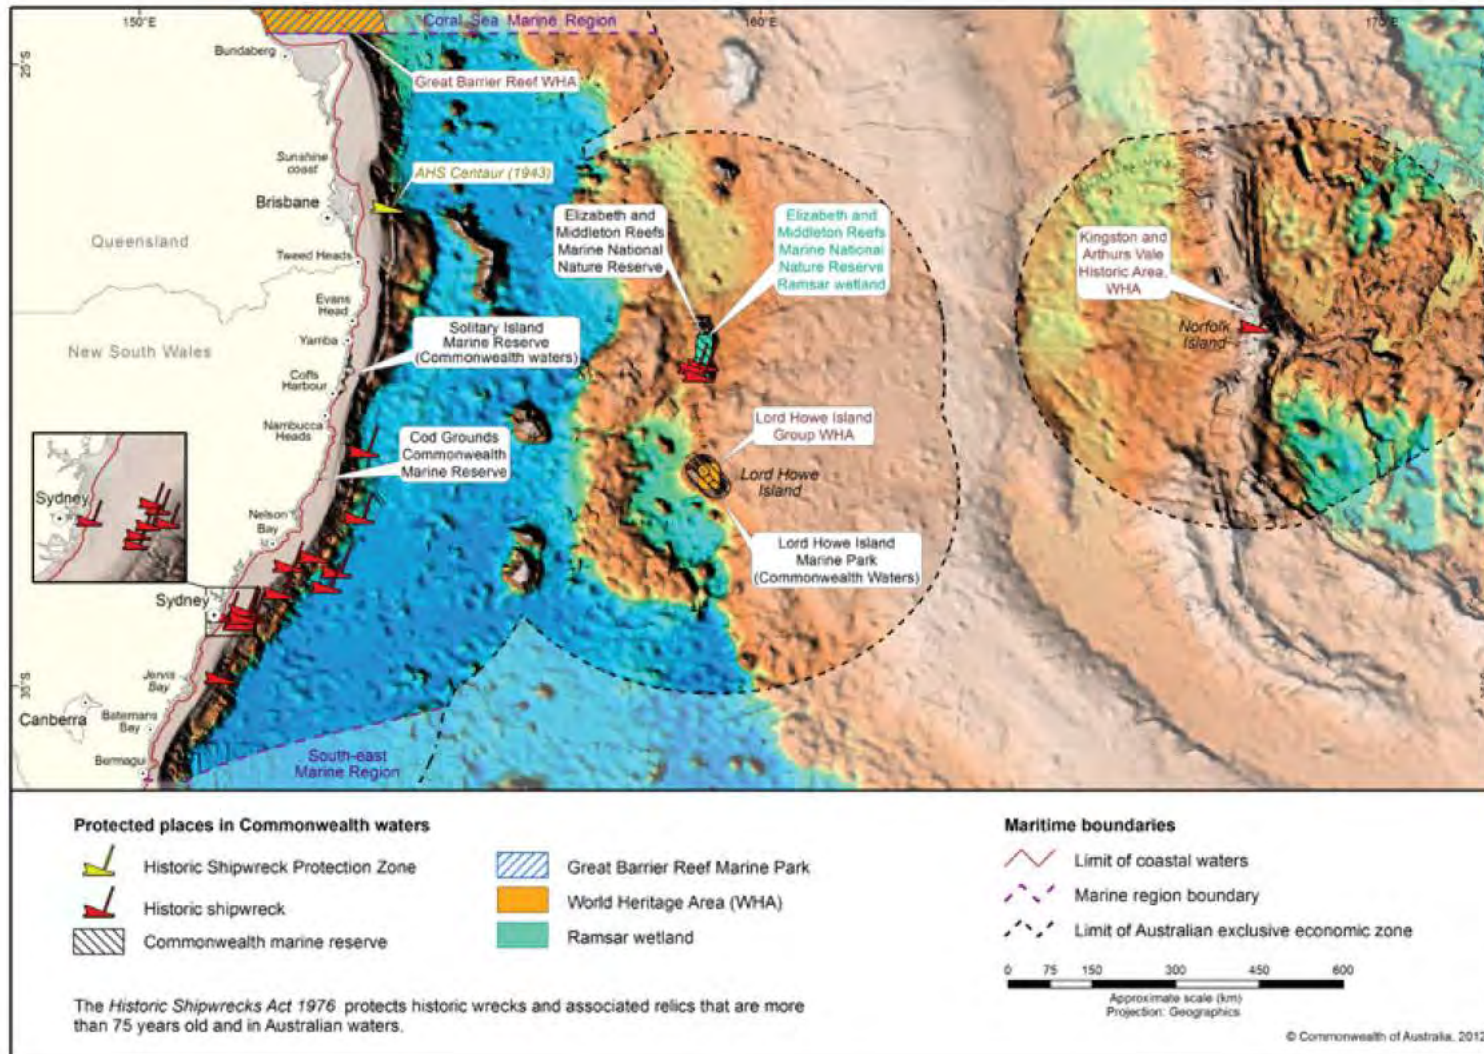 150°E
Coral Sea Marine Region
160°E
170°E
25°S
Bundaberg
Great Barrier Reef WHA
Sunshine
coast
AHS Centaur (1943)
Brisbane
Queensland
Tweed Heads
Elizabeth and
Middleton Reefs
Marine National
Nature Reserve
Elizabeth and
Middleton Reefs
Marine National
Nature Reserve
Ramsar wetland
Kingston and
Arthurs Vale
Historic Area,
WHA
Norfolk
Island
Evans
Head
Yamba
New South Wales
Solitary Island
Marine Reserve
(Commonwealth waters)
Coffs
Harbour
Nambucca
Heads
Cod Grounds
Commonwealth
Marine Reserve
Lord Howe Island
Group WHA
Lord Howe
Island
Sydney
Nelson
Bay
Lord Howe Island
Marine Park
(Commonwealth Waters)
Sydney
Jervis
Bay
35°S
Canberra
Batemans
Bay
Bermagui
South-east
Marine Region
Protected places in Commonwealth waters
Historic Shipwreck Protection Zone
Historic shipwreck
Commonwealth marine reserve
Great Barrier Reef Marine Park
World Heritage Area (WHA)
Ramsar wetland
Maritime boundaries
Limit of coastal waters
Marine region boundary
Limit of Australian exclusive economic zone
0 75 150 300 450 600
Approximate scale (km)
Projection: Geographics
The Historic Shipwrecks Act 1976 protects historic wrecks and associated relics that are more
than 75 years old and in Australian waters.
© Commonwealth of Australia, 2012